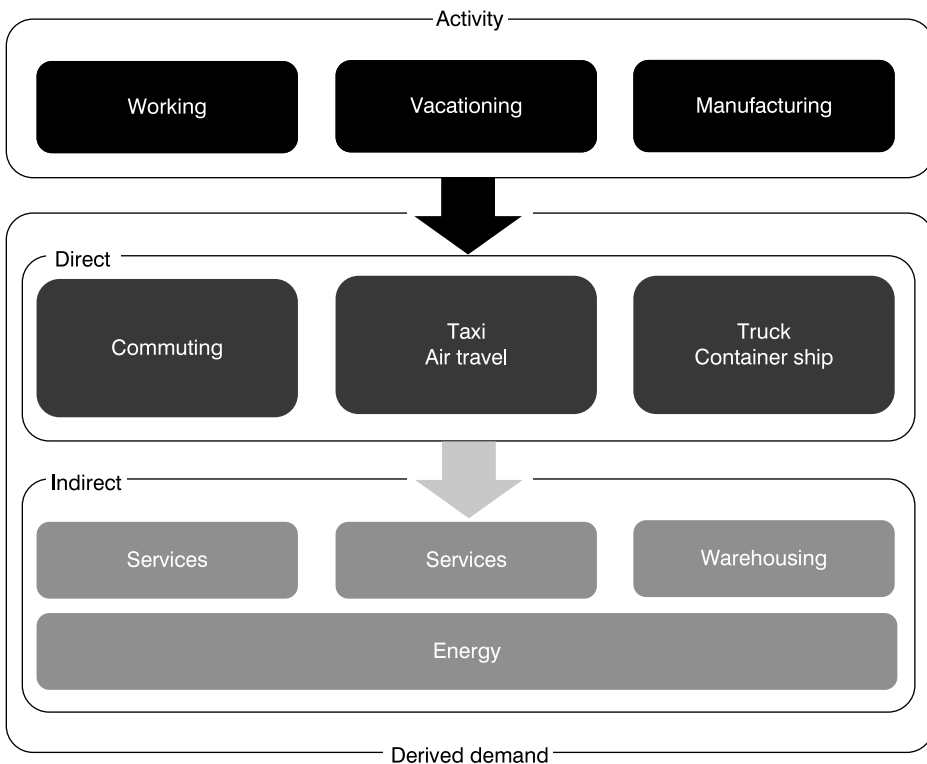 Activity
Working
Vacationing
Manufacturing
Direct
Commuting
Taxi
Air travel
Truck
Container ship
Indirect
Services
Services
Warehousing
Energy
Derived demand